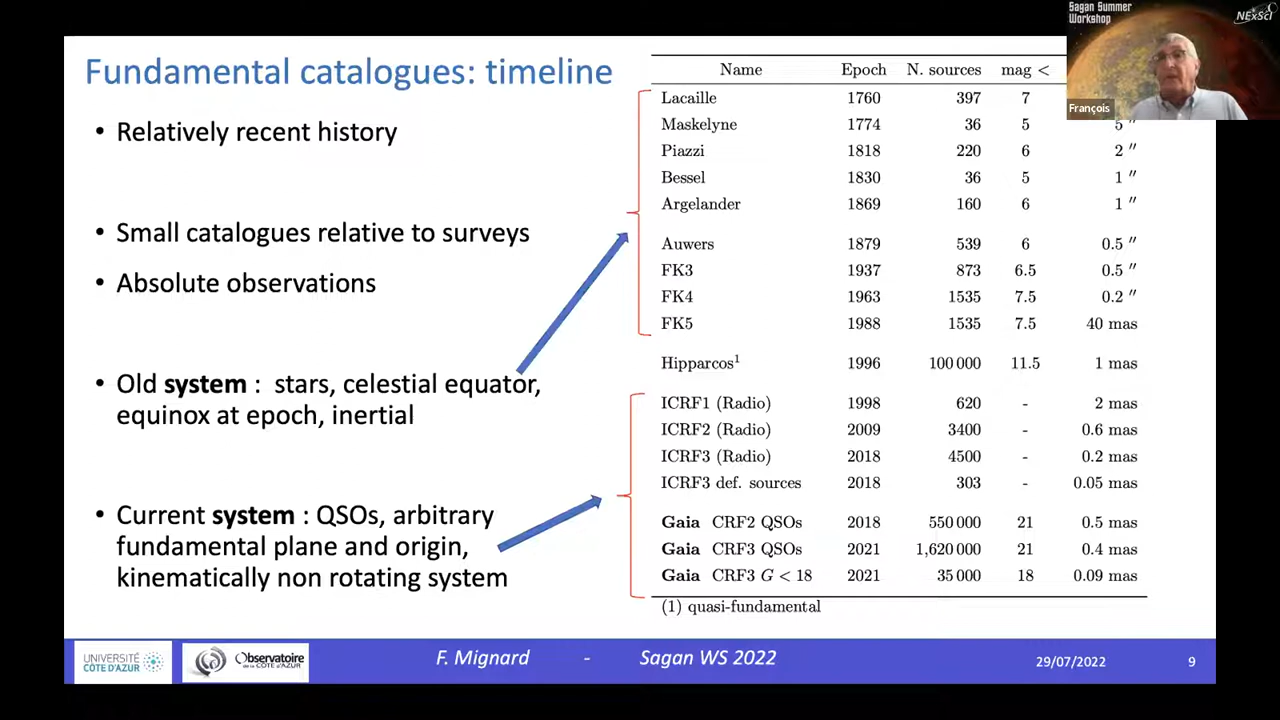 Sagan Summer
Workshop
NExScI
François
Fundamental catalogues: timeline
• Relatively recent history
• Small catalogues relative to surveys
• Absolute observations
• Old system : stars, celestial equator,
equinox at epoch, inertial
• Current system : QSOs, arbitrary
fundamental plane and origin,
kinematically non rotating system
Name Epoch N. sources mag <
Lacaille 1760 397 7
Maskelyne 1774 36 5 5 ″
Piazzi 1818 220 6 2 ″
Bessel 1830 36 5 1 ″
Argelander 1869 160 6 1 ″
Auwers 1879 539 6 0.5 ″
FK3 1937 873 6.5 0.5 ″
FK4 1963 1535 7.5 0.2 ″
FK5 1988 1535 7.5 40 mas
Hipparcos¹ 1996 100 000 11.5 1 mas
ICRF1 (Radio) 1998 620 - 2 mas
ICRF2 (Radio) 2009 3400 - 0.6 mas
ICRF3 (Radio) 2018 4500 - 0.2 mas
ICRF3 def. sources 2018 303 - 0.05 mas
Gaia CRF2 QSOs 2018 550 000 21 0.5 mas
Gaia CRF3 QSOs 2021 1,620 000 21 0.4 mas
Gaia CRF3 G < 18 2021 35 000 18 0.09 mas
(1) quasi-fundamental
UNIVERSITÉ
CÔTE D'AZUR
Observatoire
de la CÔTE d'AZUR
F. Mignard - Sagan WS 2022
29/07/2022
9